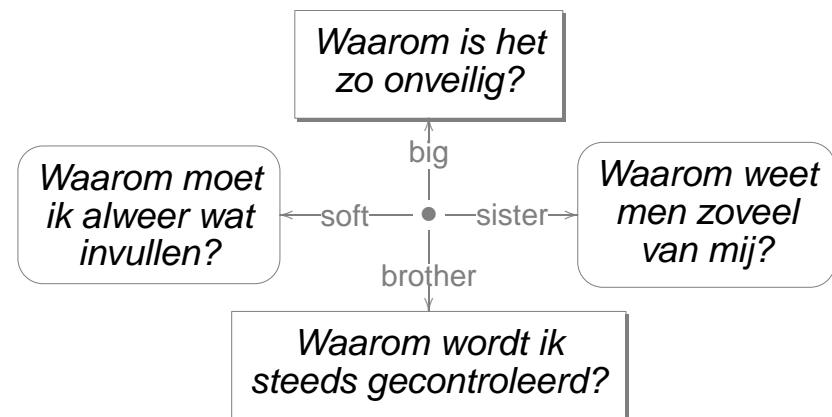 Waarom is het
zo onveilig?
big
Waarom moet
ik alweer wat
invullen?
soft
sister
Waarom weet
men zoveel
van mij?
brother
Waarom wordt ik
steeds gecontroleerd?